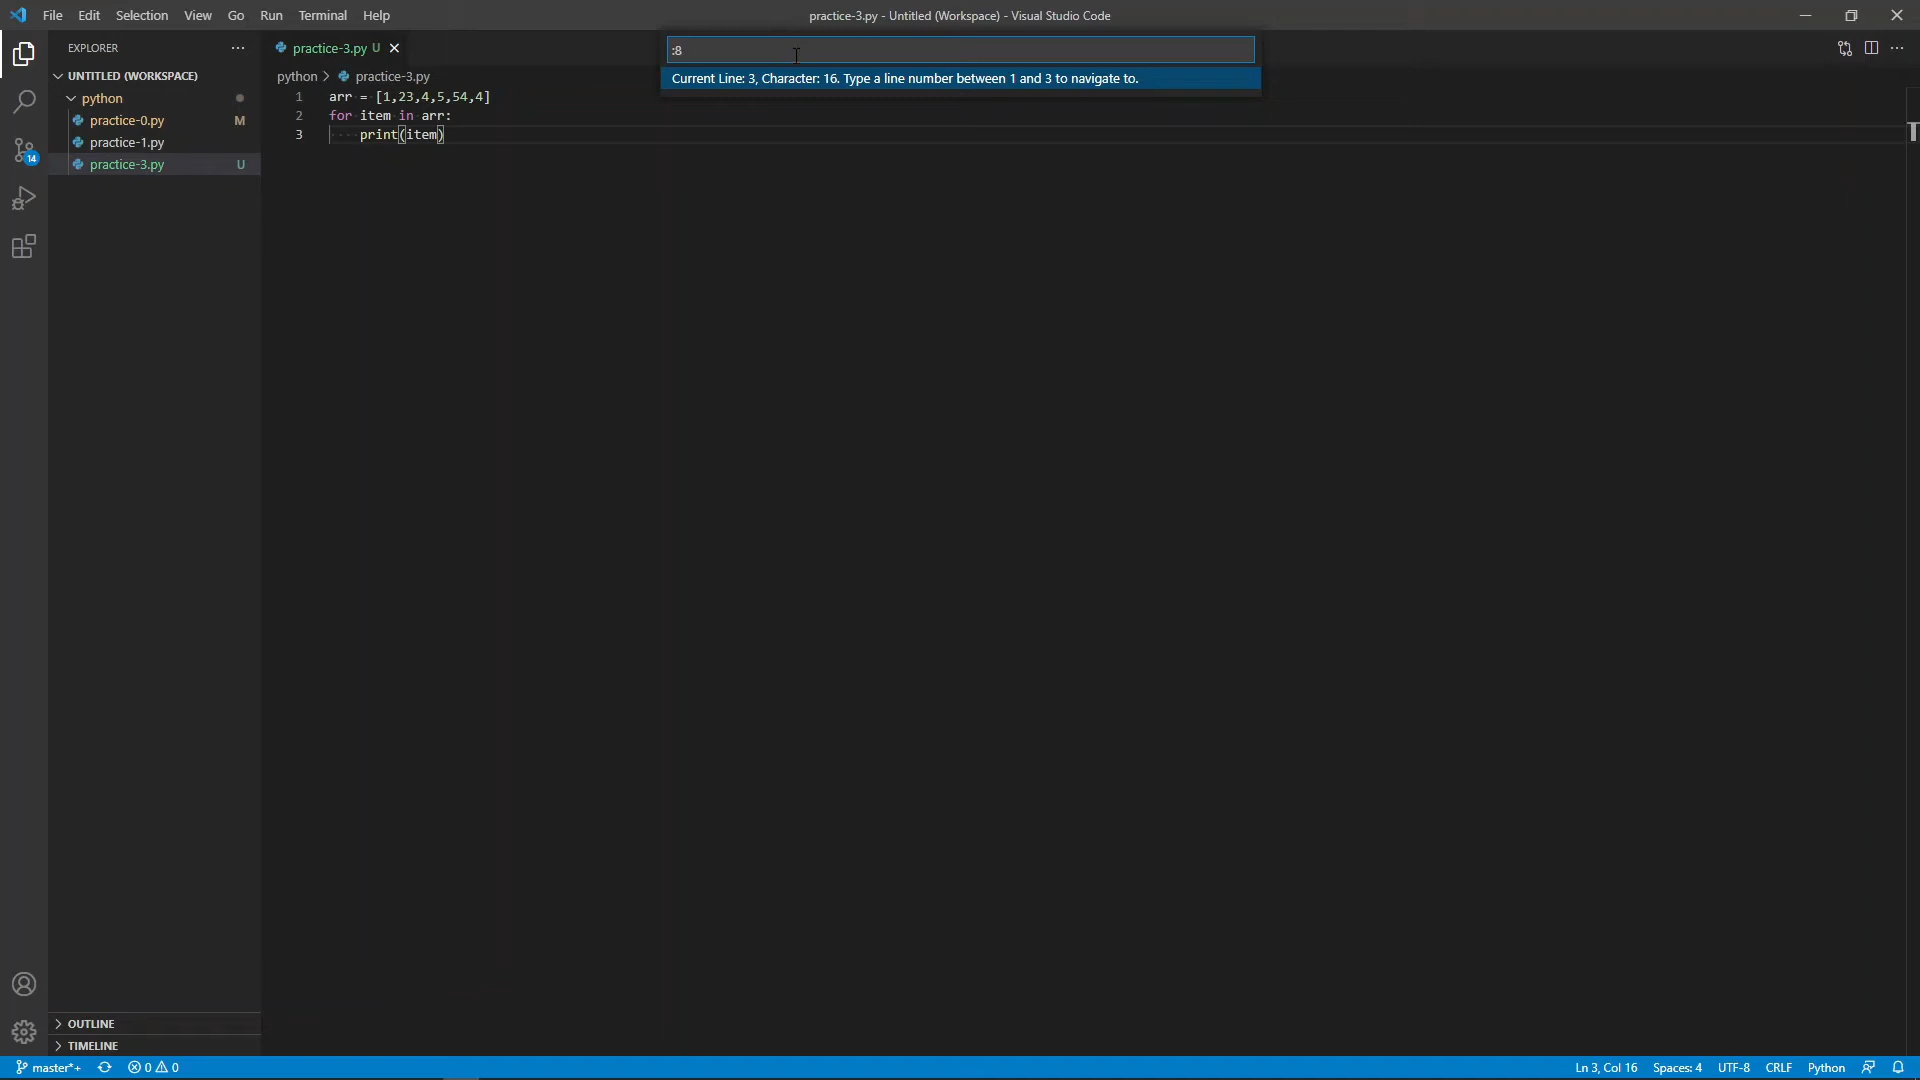 File Edit Selection View Go Run Terminal Help
practice-3.py - Untitled (Workspace) - Visual Studio Code
:8
Current Line: 3, Character: 16. Type a line number between 1 and 3 to navigate to.
EXPLORER
UNTITLED (WORKSPACE)
python
practice-0.py M
practice-1.py
practice-3.py U
14
practice-3.py U
python > practice-3.py
1 arr = [1,23,4,5,54,4]
2 for item in arr:
3 print(item)
OUTLINE
TIMELINE
master*+ 0 0
Ln 3, Col 16 Spaces: 4 UTF-8 CRLF Python